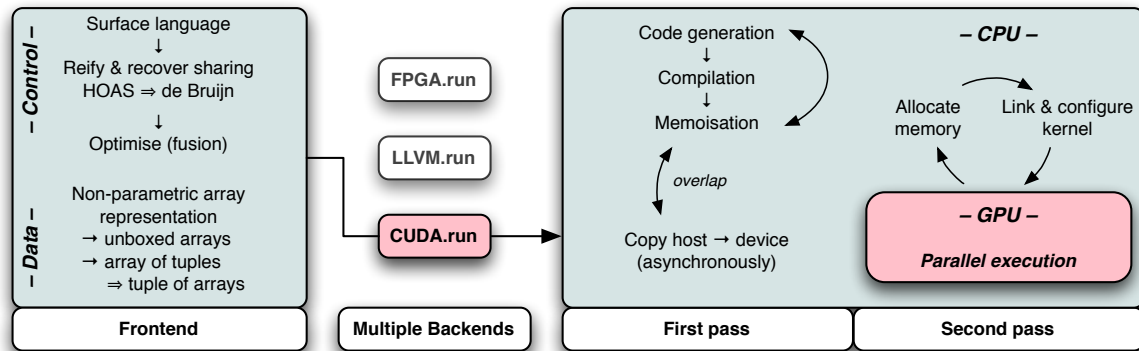 – Control –
Surface language
↓
Reify & recover sharing
HOAS ⇒ de Bruijn
↓
Optimise (fusion)
– Data –
Non-parametric array
representation
→ unboxed arrays
→ array of tuples
⇒ tuple of arrays
Frontend
FPGA.run
LLVM.run
CUDA.run
Multiple Backends
Code generation
↓
Compilation
↓
Memoisation
overlap
Copy host → device
(asynchronously)
First pass
– CPU –
Allocate
memory
Link & configure
kernel
– GPU –
Parallel execution
Second pass